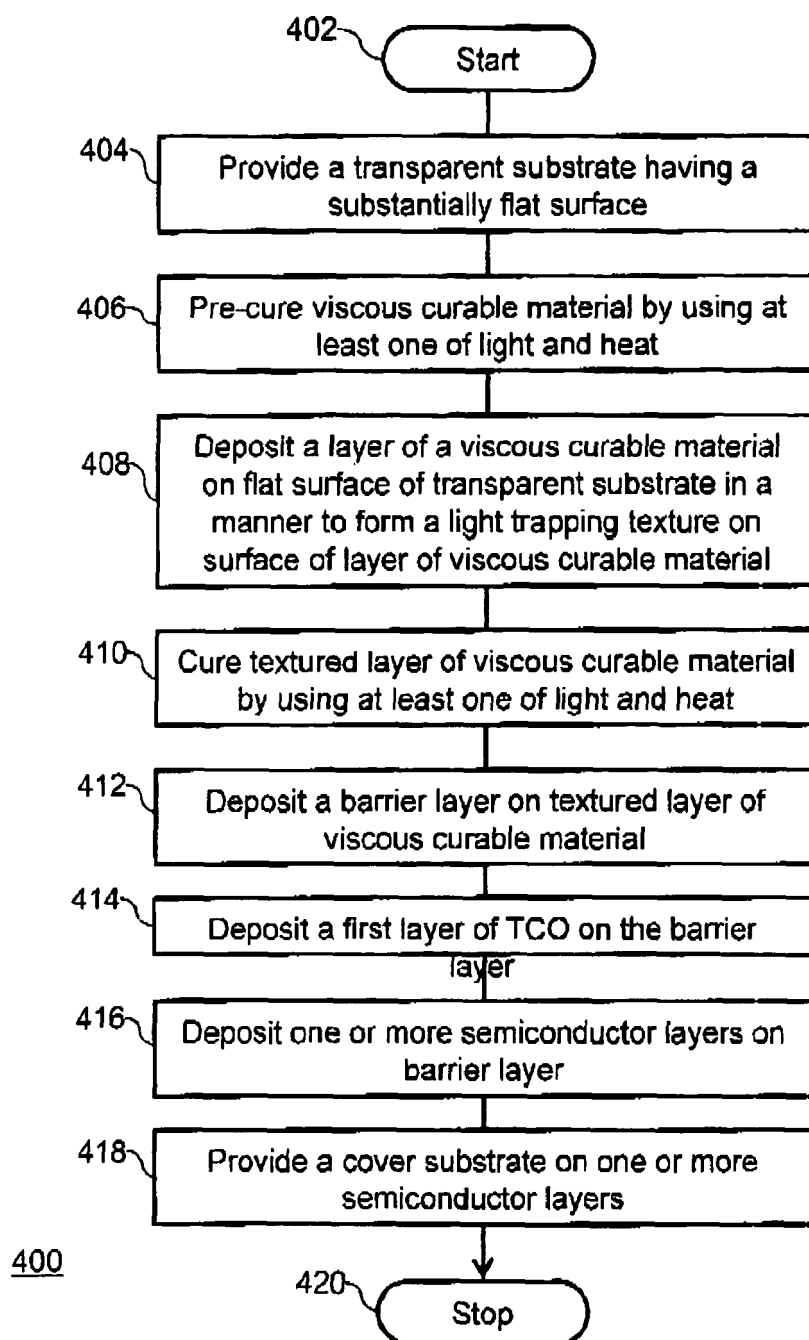 402
Start
404
Provide a transparent substrate having a
substantially flat surface
406
Pre-cure viscous curable material by using at
least one of light and heat
408
Deposit a layer of a viscous curable material
on flat surface of transparent substrate in a
manner to form a light trapping texture on
surface of layer of viscous curable material
410
Cure textured layer of viscous curable material
by using at least one of light and heat
412
Deposit a barrier layer on textured layer of
viscous curable material
414
Deposit a first layer of TCO on the barrier
layer
416
Deposit one or more semiconductor layers on
barrier layer
418
Provide a cover substrate on one or more
semiconductor layers
400
420
Stop